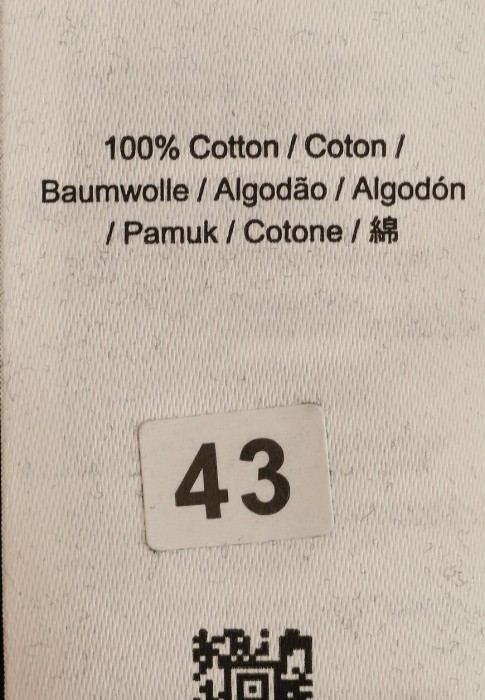 100% Cotton / Coton /
Baumwolle / Algodão / Algodón
/ Pamuk / Cotone / 綿
43